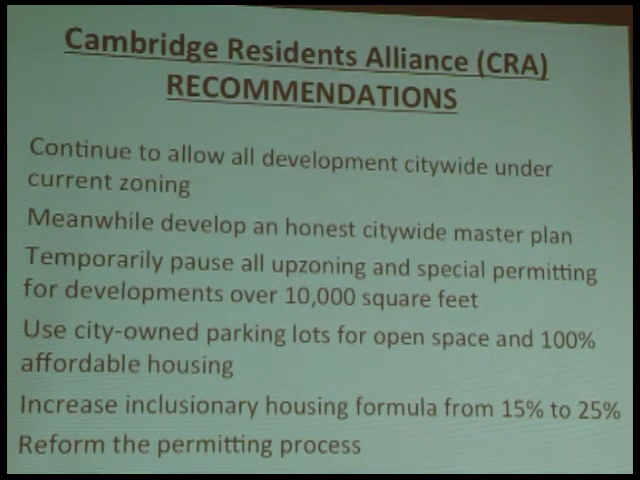 Cambridge Residents Alliance (CRA)
RECOMMENDATIONS
Continue to allow all development citywide under
current zoning
Meanwhile develop an honest citywide master plan
Temporarily pause all upzoning and special permitting
for developments over 10,000 square feet
Use city-owned parking lots for open space and 100%
affordable housing
Increase inclusionary housing formula from 15% to 25%
Reform the permitting process